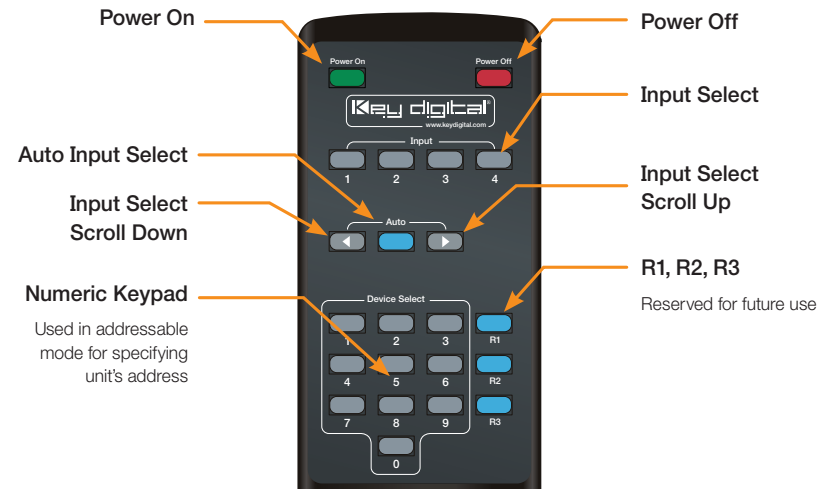 Power On
Power Off
Power On
Power Off
Key digital®
www.keydigital.com
Input Select
Input
1 2 3 4
Auto Input Select
Input Select
Scroll Up
Input Select
Scroll Down
Auto
R1, R2, R3
Reserved for future use
Numeric Keypad
Used in addressable
mode for specifying
unit's address
Device Select
1 2 3 R1
4 5 6 R2
7 8 9 R3
0